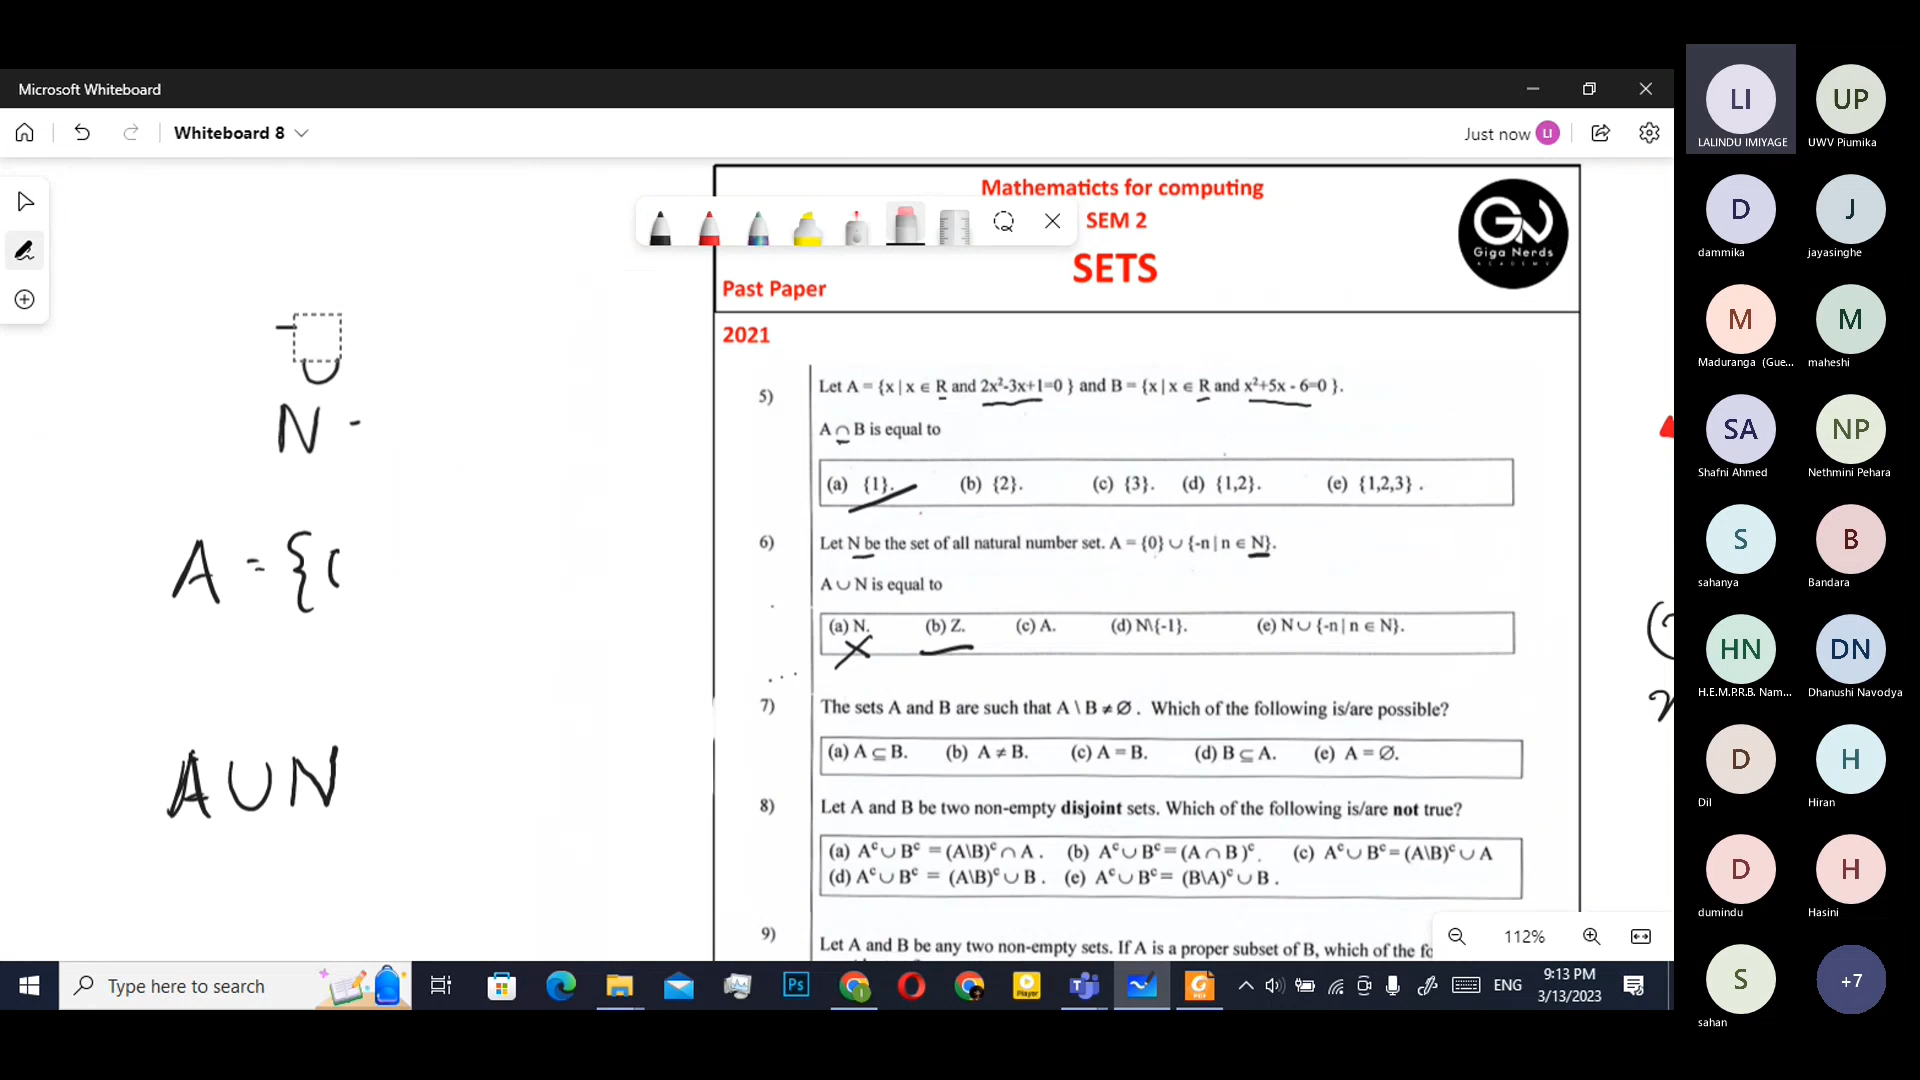 Microsoft Whiteboard
Whiteboard 8
Just now LI
Mathematicts for computing
SEM 2
SETS
Past Paper
GN
Giga Nerds
ACADEMY
2021
5) Let A = {x | x ∈ R and 2x²-3x+1=0 } and B = {x | x ∈ R and x²+5x - 6=0 }.
A ∩ B is equal to
(a) {1}. (b) {2}. (c) {3}. (d) {1,2}. (e) {1,2,3} .
6) Let N be the set of all natural number set. A = {0} ∪ {-n | n ∈ N}.
A ∪ N is equal to
(a) N. (b) Z. (c) A. (d) N\{-1}. (e) N ∪ {-n | n ∈ N}.
7) The sets A and B are such that A \ B ≠ ∅ . Which of the following is/are possible?
(a) A ⊆ B. (b) A ≠ B. (c) A = B. (d) B ⊆ A. (e) A = ∅.
8) Let A and B be two non-empty disjoint sets. Which of the following is/are not true?
(a) Aᶜ ∪ Bᶜ = (A\B)ᶜ ∩ A . (b) Aᶜ ∪ Bᶜ = (A ∩ B )ᶜ . (c) Aᶜ ∪ Bᶜ = (A\B)ᶜ ∪ A
(d) Aᶜ ∪ Bᶜ = (A\B)ᶜ ∪ B . (e) Aᶜ ∪ Bᶜ = (B\A)ᶜ ∪ B .
9) Let A and B be any two non-empty sets. If A is a proper subset of B, which of the fo
N -
A = {(
A ∪ N
112%
Type here to search
Ps
Player
PDF
ENG
9:13 PM
3/13/2023
LI
LALINDU IMIYAGE
UP
UWV Piumika
D
dammika
J
jayasinghe
M
Maduranga (Gue...
M
maheshi
SA
Shafni Ahmed
NP
Nethmini Pehara
S
sahanya
B
Bandara
HN
H.E.M.P.R.B. Nam...
DN
Dhanushi Navodya
D
Dil
H
Hiran
D
dumindu
H
Hasini
S
sahan
+7